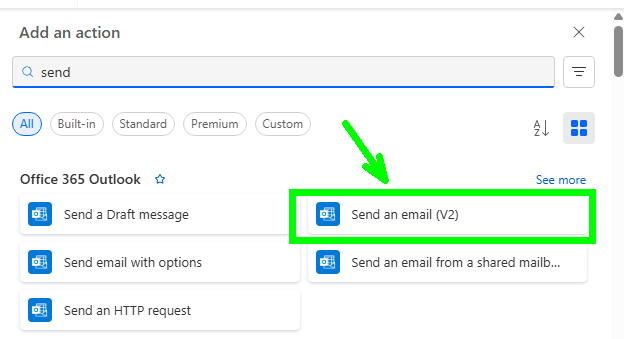 Add an action
send
All Built-in Standard Premium Custom
A
Z
Office 365 Outlook See more
Send a Draft message Send an email (V2)
Send email with options Send an email from a shared mailb...
Send an HTTP request